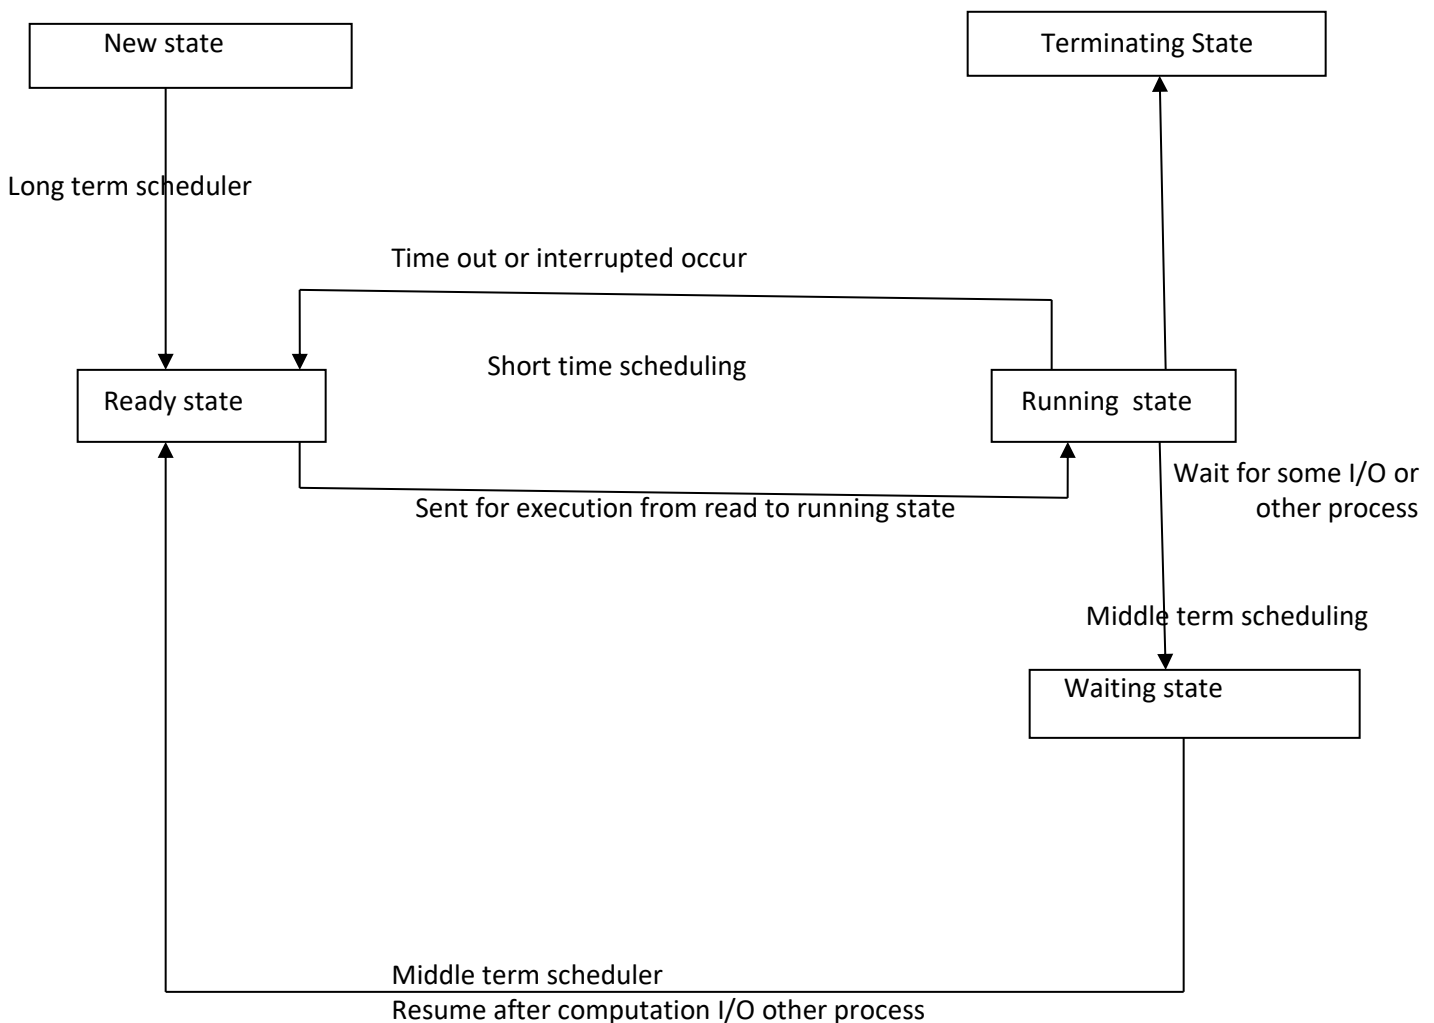 New state
Terminating State
Long term scheduler
Time out or interrupted occur
Short time scheduling
Ready state
Running  state
Wait for some I/O or
other process
Sent for execution from read to running state
Middle term scheduling
Waiting state
Middle term scheduler
Resume after computation I/O other process